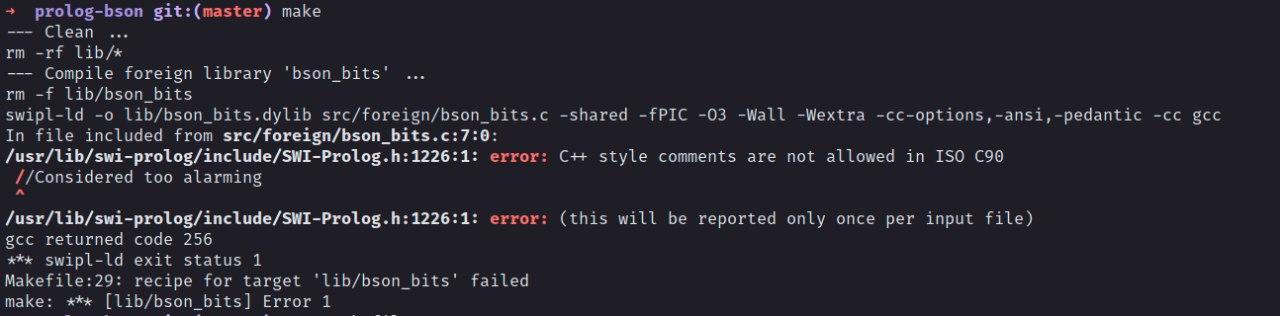 → prolog-bson git:(master) make
--- Clean ...
rm -rf lib/*
--- Compile foreign library 'bson_bits' ...
rm -f lib/bson_bits
swipl-ld -o lib/bson_bits.dylib src/foreign/bson_bits.c -shared -fPIC -O3 -Wall -Wextra -cc-options,-ansi,-pedantic -cc gcc
In file included from src/foreign/bson_bits.c:7:0:
/usr/lib/swi-prolog/include/SWI-Prolog.h:1226:1: error: C++ style comments are not allowed in ISO C90
//Considered too alarming
^
/usr/lib/swi-prolog/include/SWI-Prolog.h:1226:1: error: (this will be reported only once per input file)
gcc returned code 256
*** swipl-ld exit status 1
Makefile:29: recipe for target 'lib/bson_bits' failed
make: *** [lib/bson_bits] Error 1